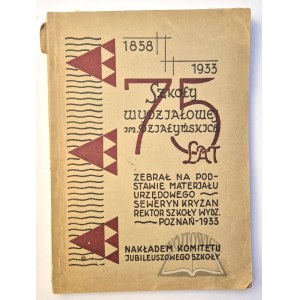 1858
1933
75
SZKOŁY
WYDZIAŁOWEJ
IM. DZIAŁYŃSKICH
LAT
ZEBRAŁ NA POD-
STAWIE MATERJAŁU
URZĘDOWEGO
SEWERYN KRYZAN
REKTOR SZKOŁY WYDZ.
POZNAŃ-1933
NAKŁADEM KOMITETU
JUBILEUSZOWEGO SZKOŁY